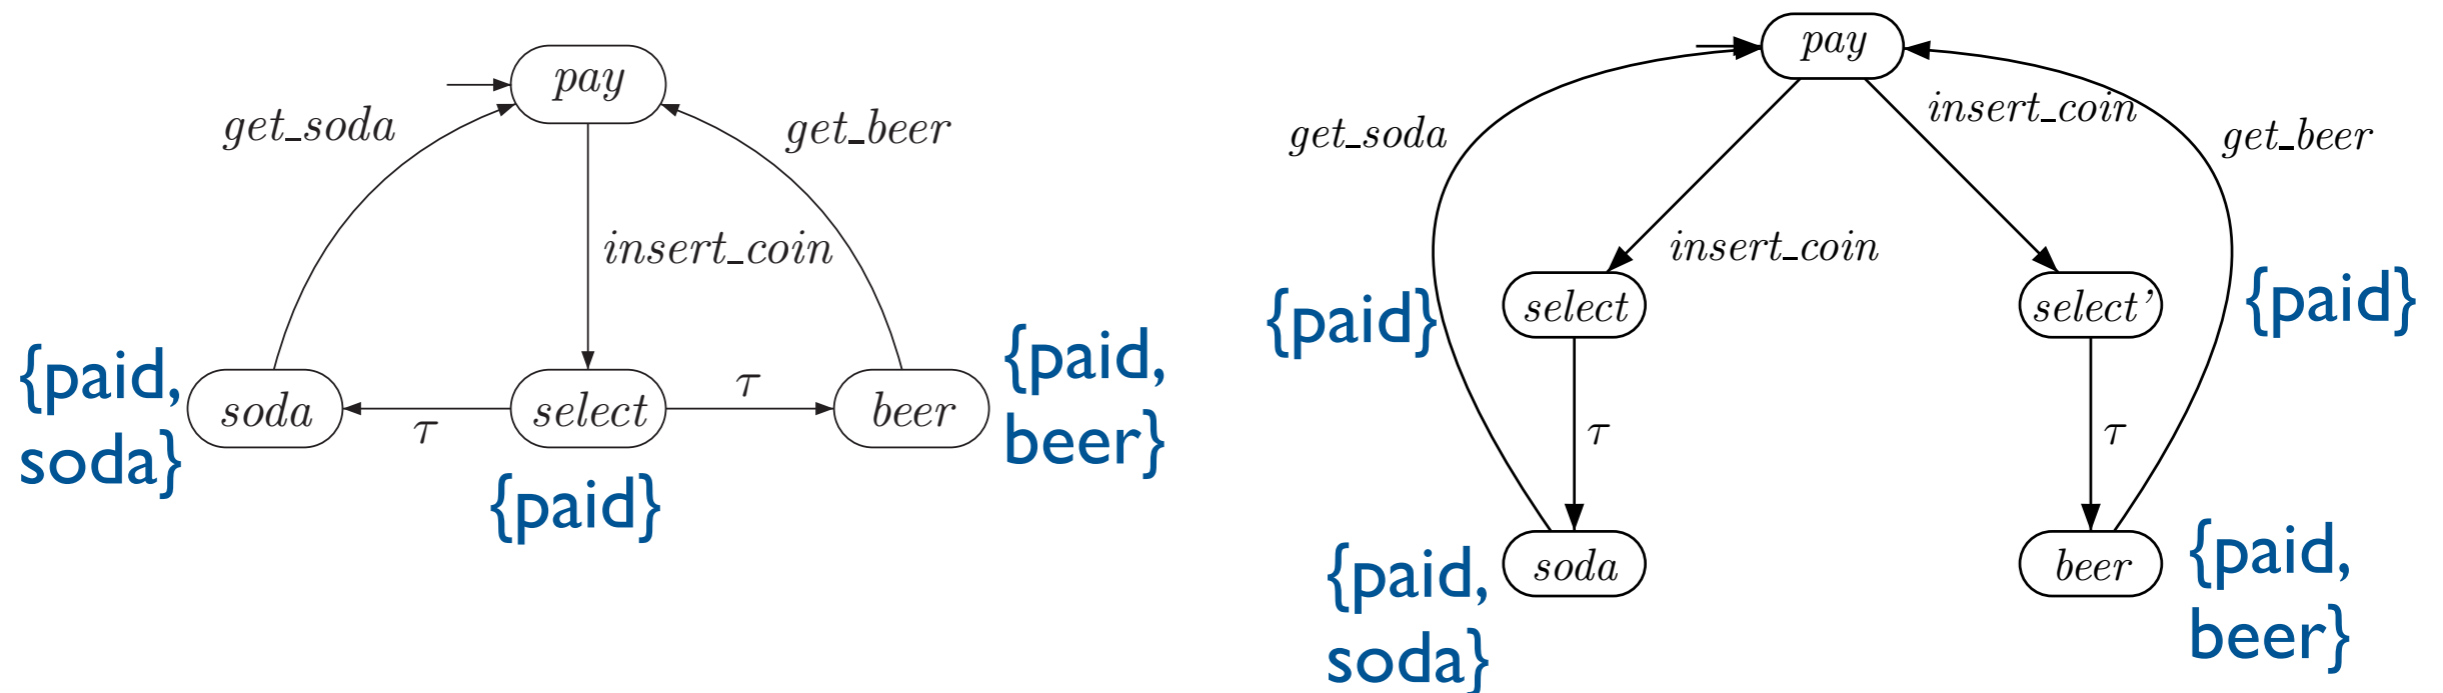 pay
get_soda
get_beer
insert_coin
{paid,
soda}
soda
τ
select
τ
beer
{paid,
beer}
{paid}
pay
insert_coin
get_soda
get_beer
insert_coin
{paid}
select
select'
{paid}
τ
τ
{paid,
soda}
soda
beer
{paid,
beer}